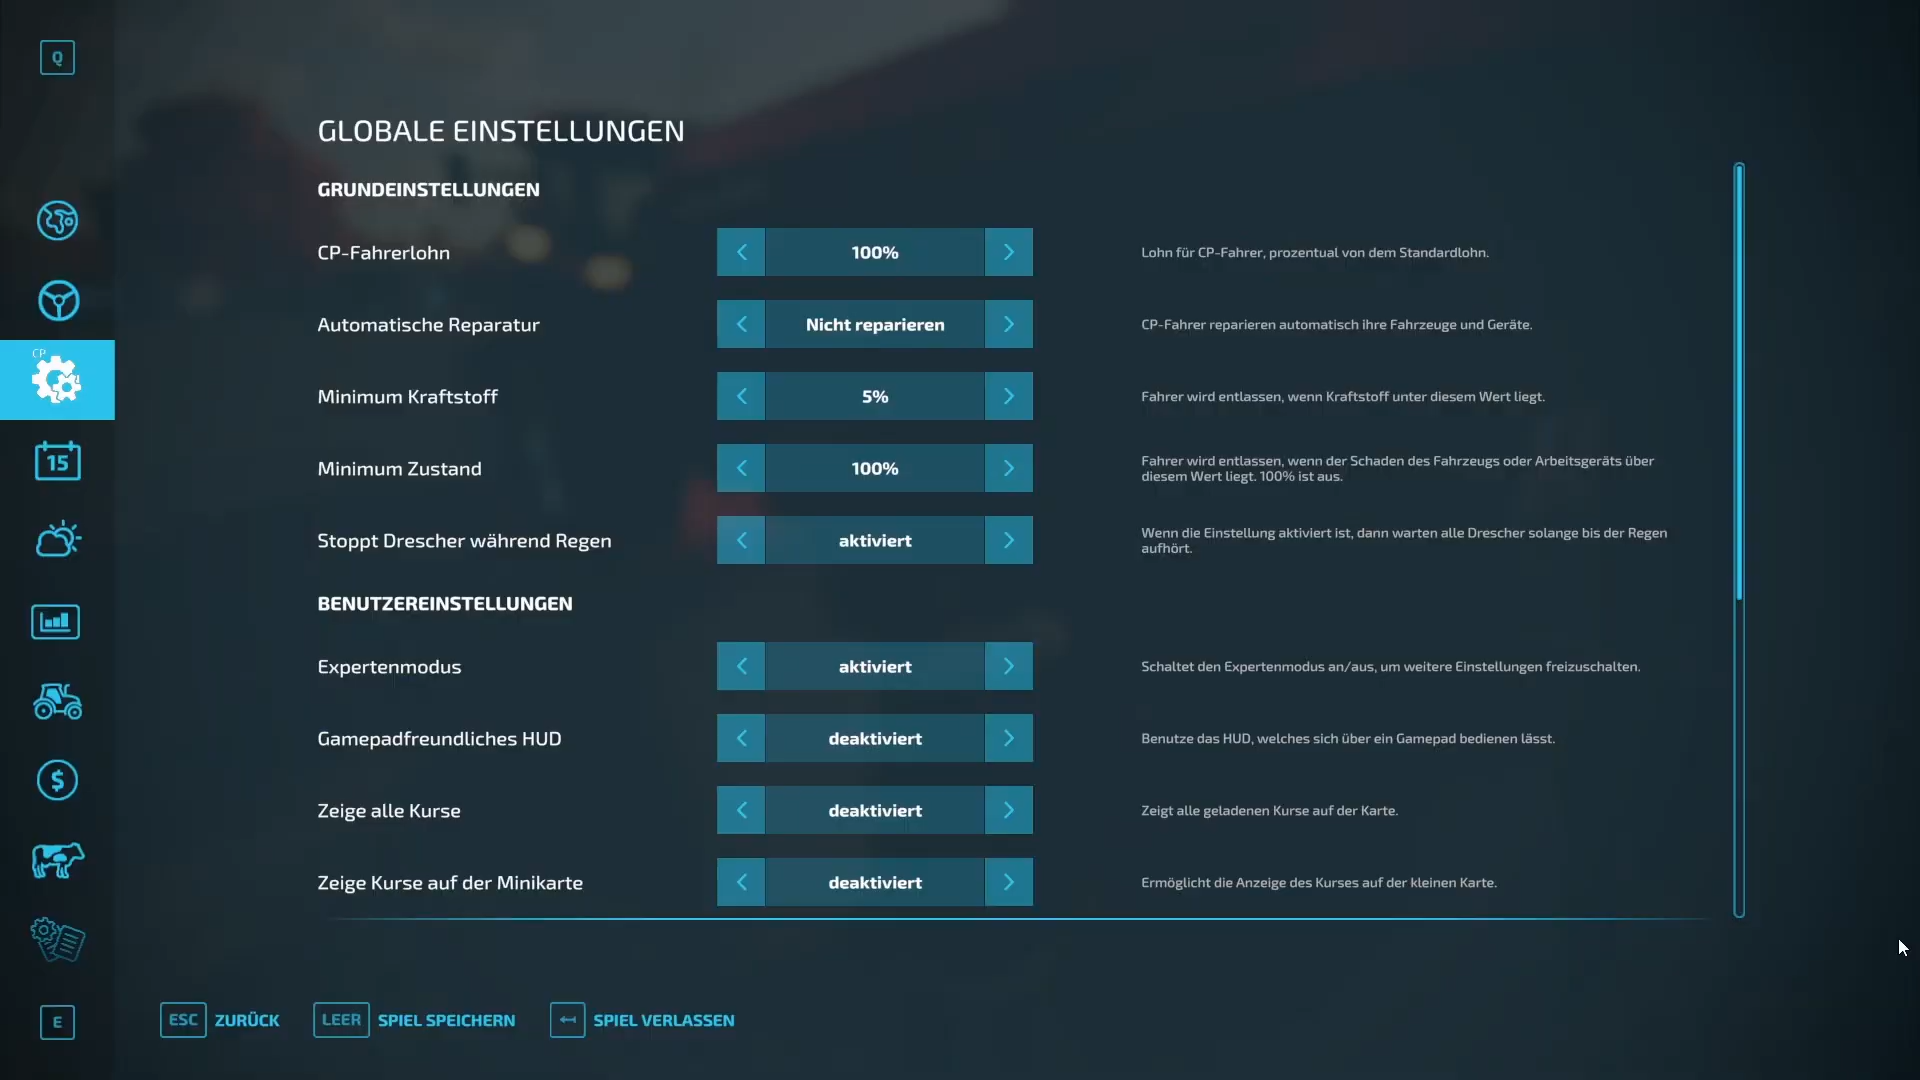 Q
GLOBALE EINSTELLUNGEN
GRUNDEINSTELLUNGEN
CP-Fahrerlohn
100%
Lohn für CP-Fahrer, prozentual von dem Standardlohn.
Automatische Reparatur
Nicht reparieren
CP-Fahrer reparieren automatisch ihre Fahrzeuge und Geräte.
CP
Minimum Kraftstoff
5%
Fahrer wird entlassen, wenn Kraftstoff unter diesem Wert liegt.
15
Minimum Zustand
100%
Fahrer wird entlassen, wenn der Schaden des Fahrzeugs oder Arbeitsgeräts über
diesem Wert liegt. 100% ist aus.
Stoppt Drescher während Regen
aktiviert
Wenn die Einstellung aktiviert ist, dann warten alle Drescher solange bis der Regen
aufhört.
BENUTZEREINSTELLUNGEN
Expertenmodus
aktiviert
Schaltet den Expertenmodus an/aus, um weitere Einstellungen freizuschalten.
Gamepadfreundliches HUD
deaktiviert
Benutze das HUD, welches sich über ein Gamepad bedienen lässt.
$
Zeige alle Kurse
deaktiviert
Zeigt alle geladenen Kurse auf der Karte.
Zeige Kurse auf der Minikarte
deaktiviert
Ermöglicht die Anzeige des Kurses auf der kleinen Karte.
E
ESC ZURÜCK
LEER SPIEL SPEICHERN
SPIEL VERLASSEN